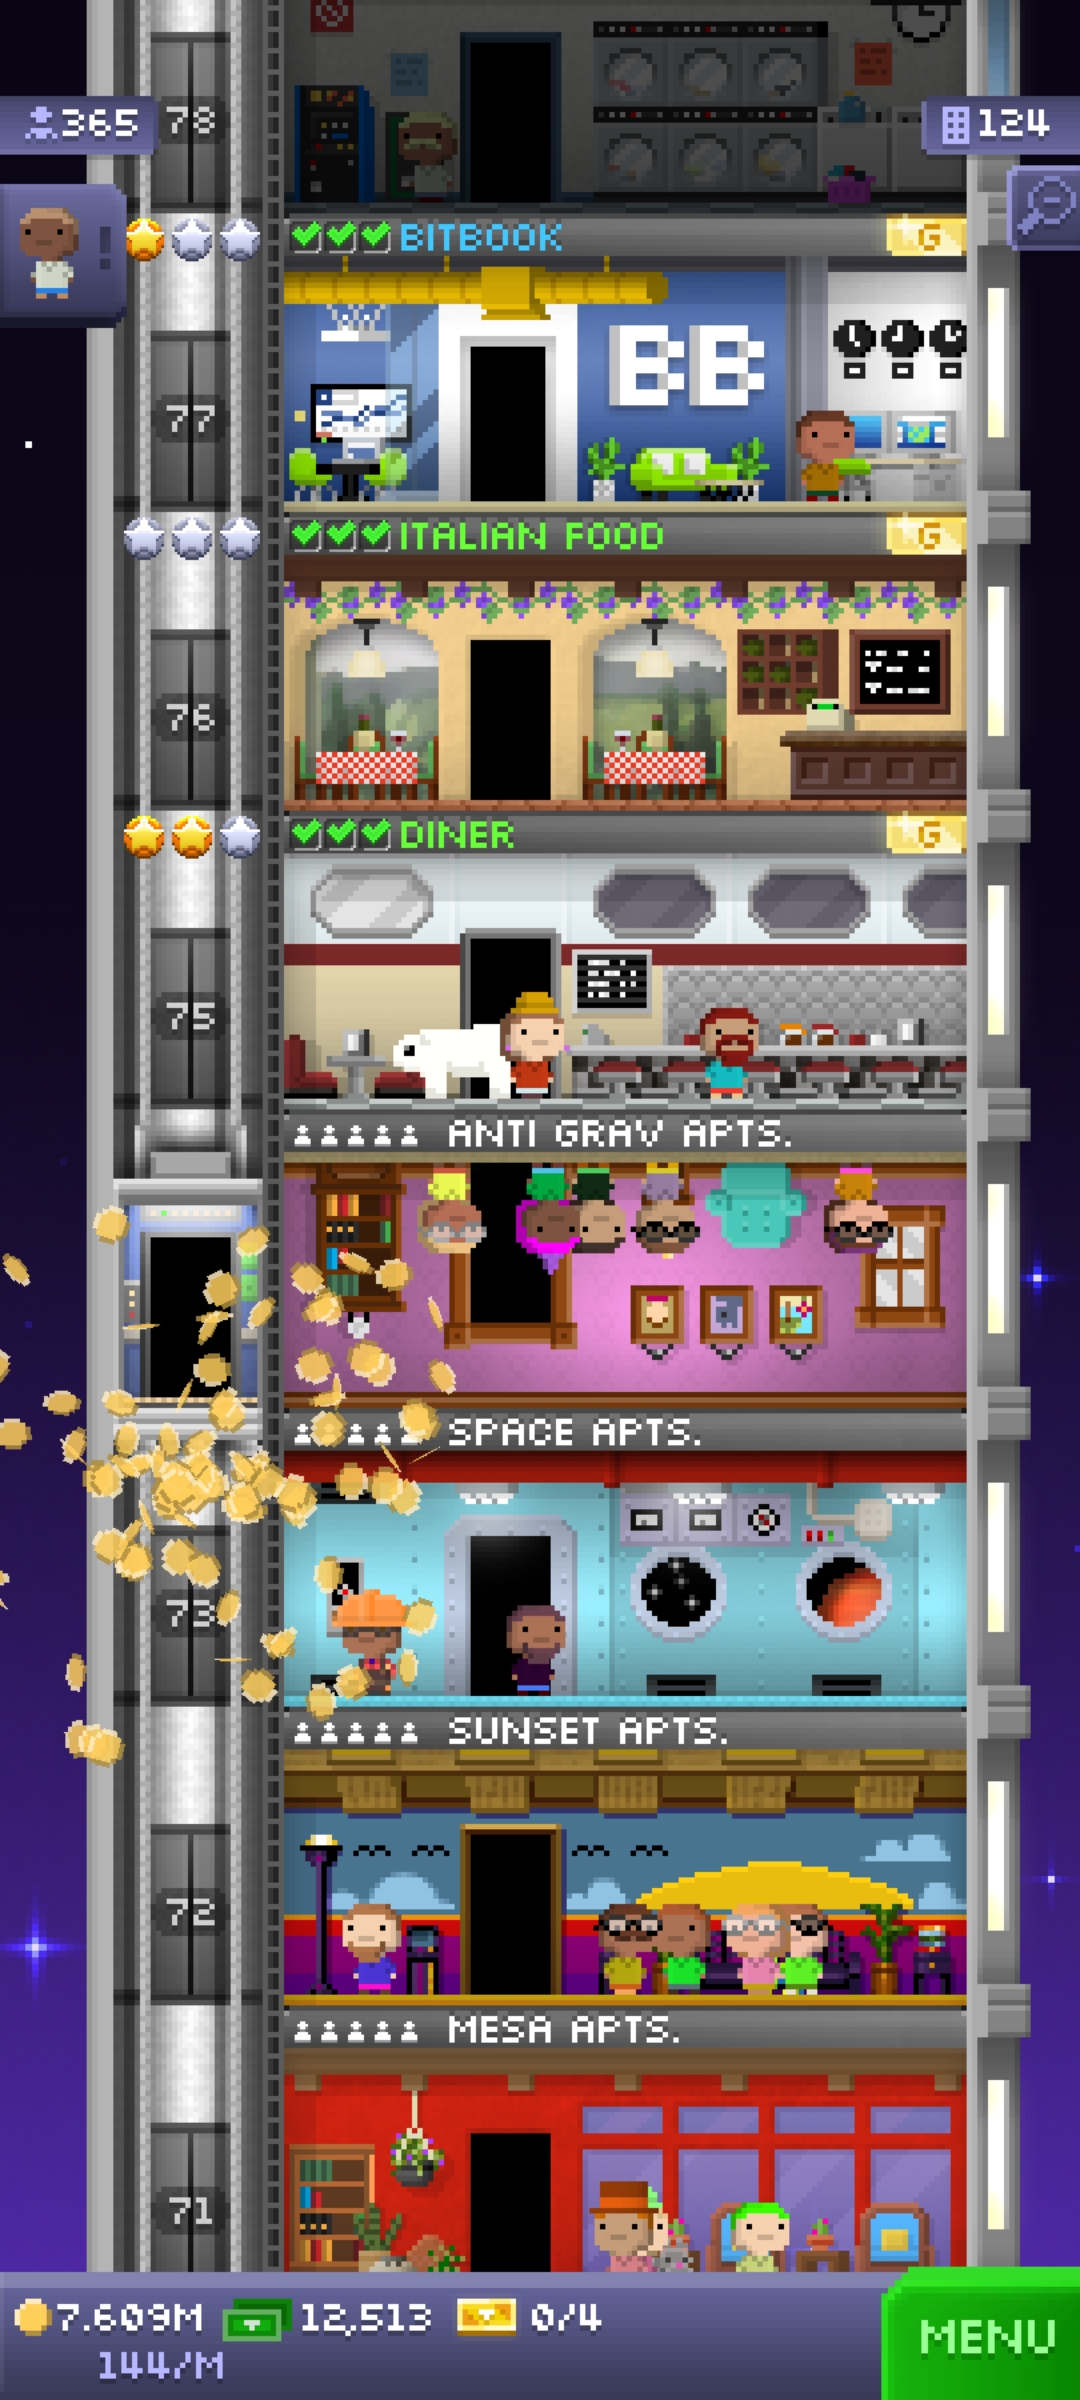 365
78
124
BITBOOK
G
BB
77
ITALIAN FOOD
G
76
DINER
G
75
ANTI GRAV APTS.
SPACE APTS.
73
SUNSET APTS.
72
MESA APTS.
71
7.609M
12,513
0/4
MENU
144/M